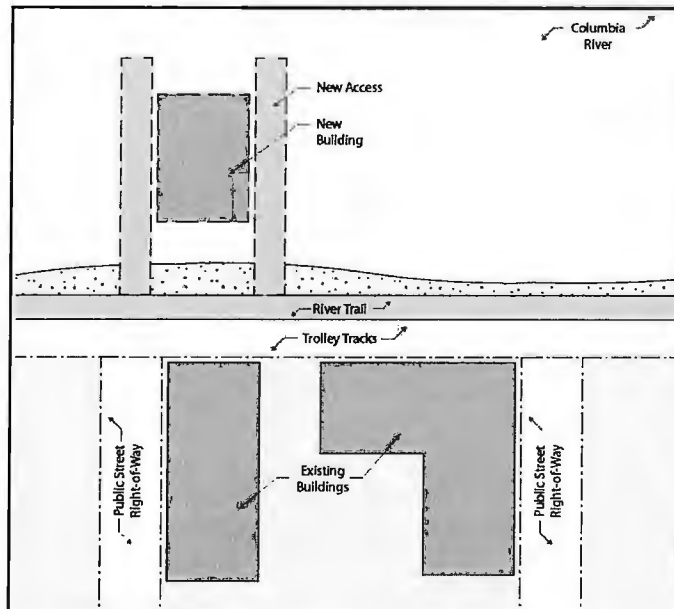 Columbia
River
New Access
New
Building
River Trail
Trolley Tracks
Public Street
Right-of-Way
Existing
Buildings
Public Street
Right-of-Way